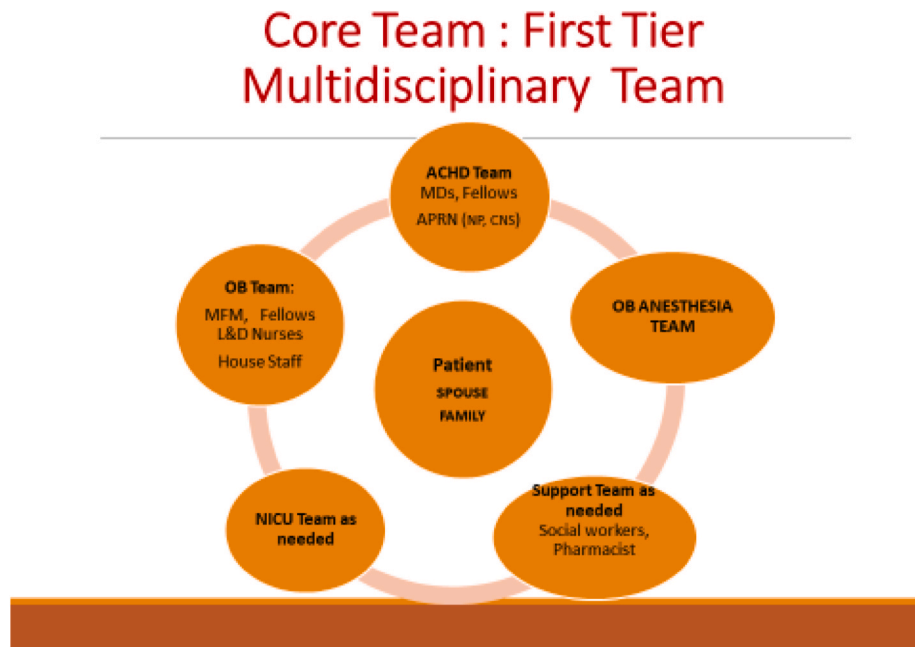 Core Team : First Tier
Multidisciplinary Team
ACHD Team
MDs, Fellows
APRN (NP, CNS)
OB ANESTHESIA
TEAM
Support Team as
needed
Social workers,
Pharmacist
NICU Team as
needed
OB Team:
MFM, Fellows
L&D Nurses
House Staff
Patient
SPOUSE
FAMILY